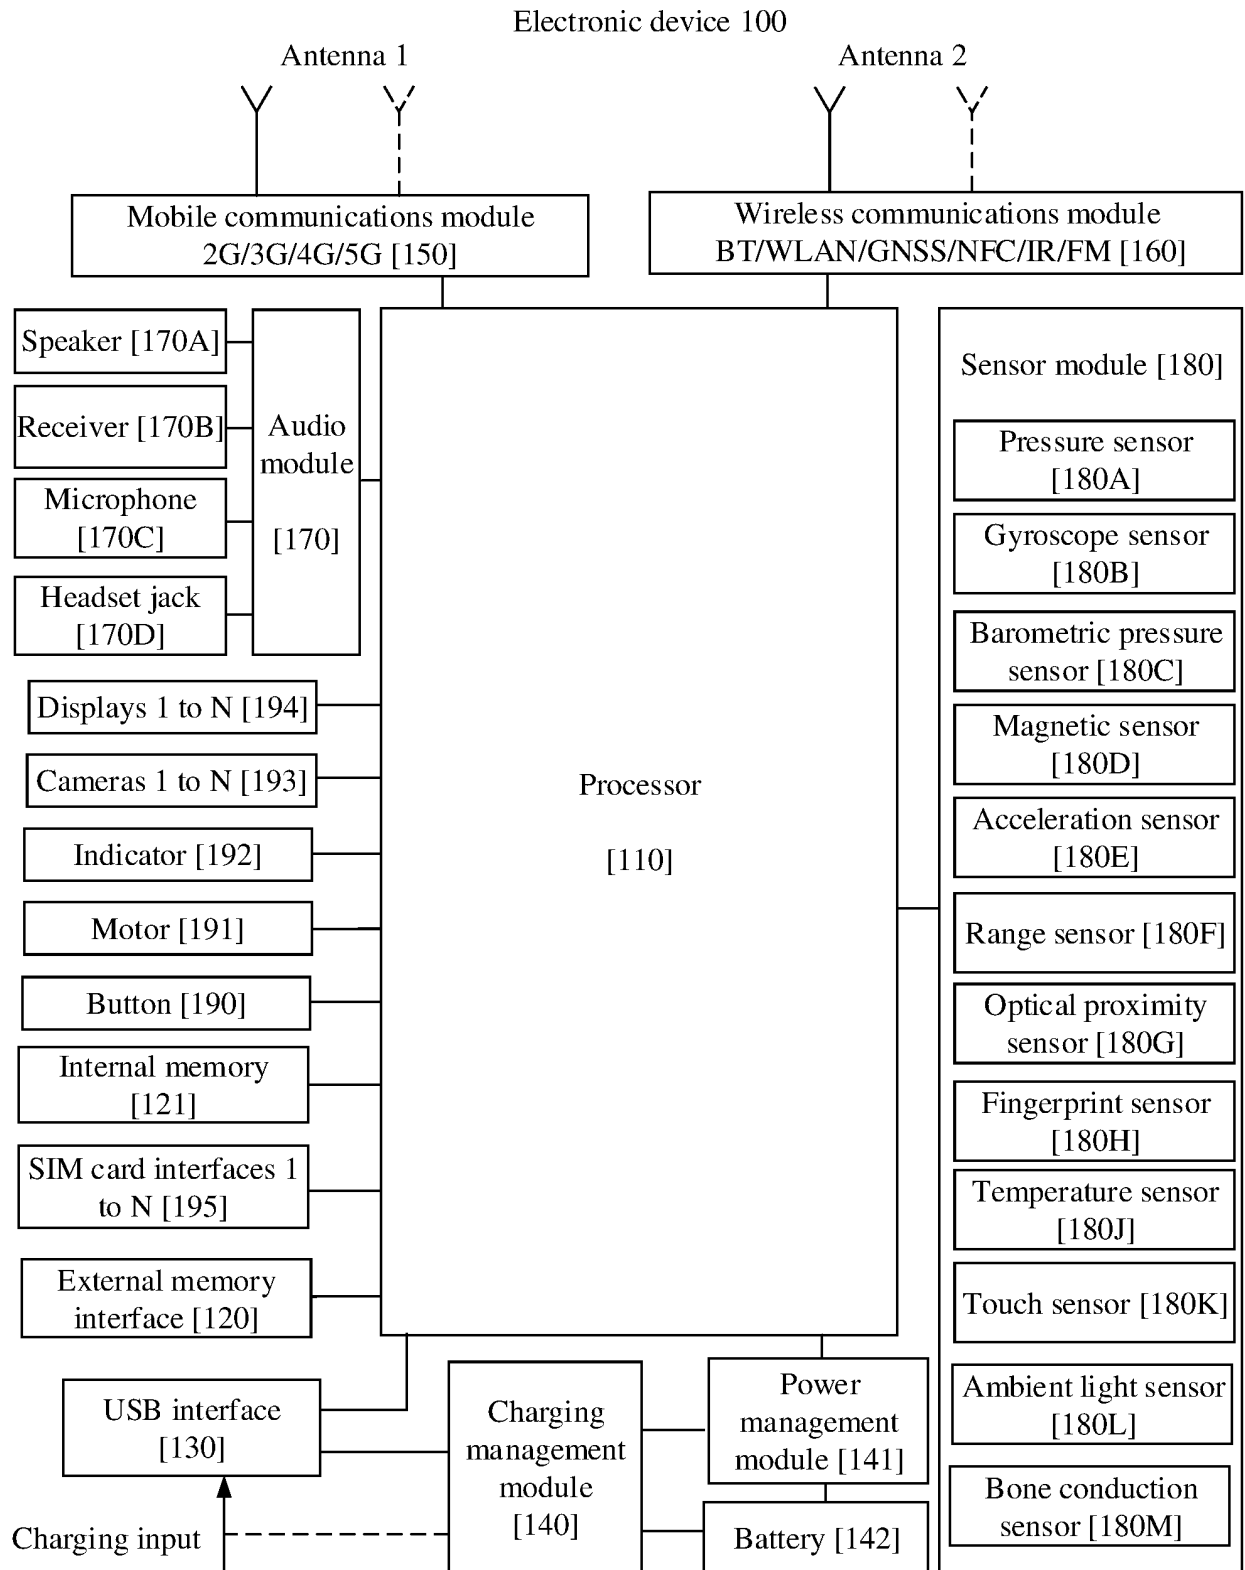 Electronic device 100
Antenna 1
Antenna 2
Mobile communications module
2G/3G/4G/5G [150]
Wireless communications module
BT/WLAN/GNSS/NFC/IR/FM [160]
Speaker [170A]
Receiver [170B]
Microphone
[170C]
Headset jack
[170D]
Audio
module
[170]
Displays 1 to N [194]
Cameras 1 to N [193]
Indicator [192]
Motor [191]
Button [190]
Internal memory
[121]
SIM card interfaces 1
to N [195]
External memory
interface [120]
Processor
[110]
Sensor module [180]
Pressure sensor
[180A]
Gyroscope sensor
[180B]
Barometric pressure
sensor [180C]
Magnetic sensor
[180D]
Acceleration sensor
[180E]
Range sensor [180F]
Optical proximity
sensor [180G]
Fingerprint sensor
[180H]
Temperature sensor
[180J]
Touch sensor [180K]
Ambient light sensor
[180L]
Bone conduction
sensor [180M]
USB interface
[130]
Charging input
Charging
management
module
[140]
Power
management
module [141]
Battery [142]